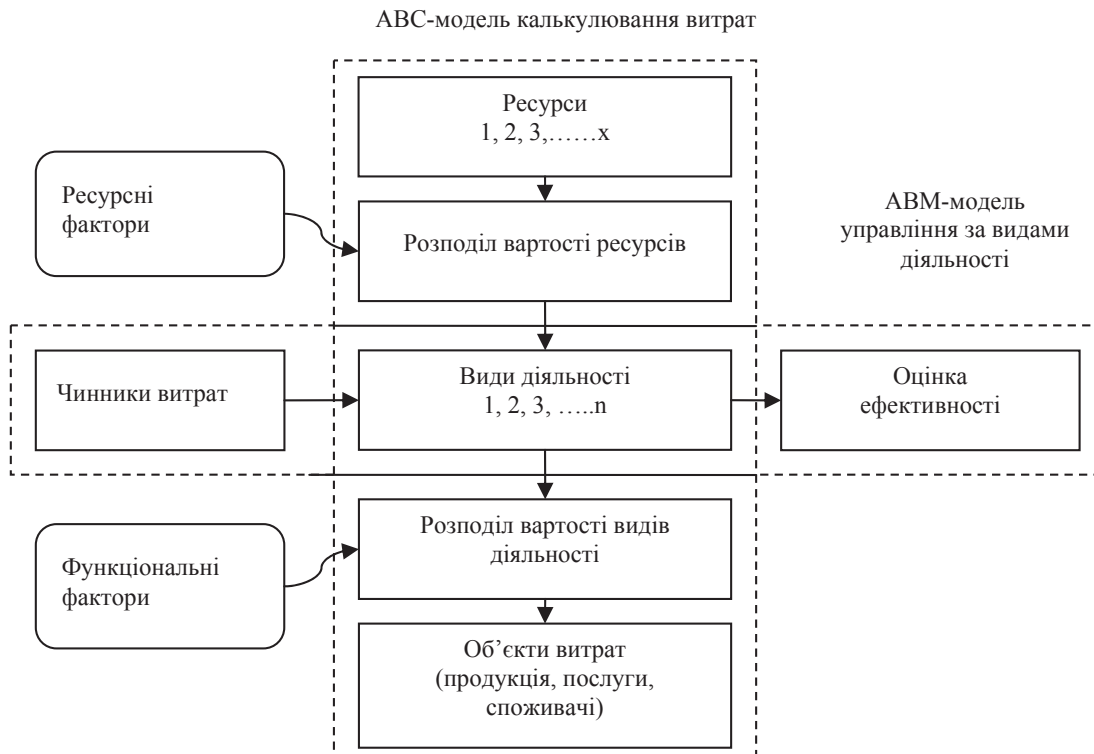 АВС-модель калькулювання витрат
Ресурси
1, 2, 3,……x
Ресурсні
фактори
Розподіл вартості ресурсів
АВМ-модель
управління за видами
діяльності
Чинники витрат
Види діяльності
1, 2, 3, …..n
Оцінка
ефективності
Розподіл вартості видів
діяльності
Функціональні
фактори
Об’єкти витрат
(продукція, послуги,
споживачі)